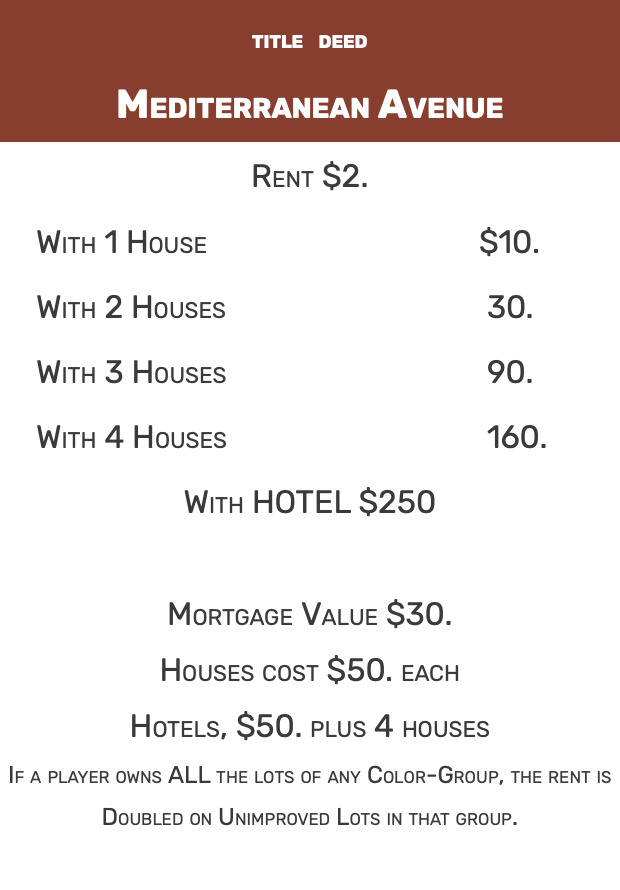 TITLE DEED
Mediterranean Avenue
Rent $2.
With 1 House $10.
With 2 Houses 30.
With 3 Houses 90.
With 4 Houses 160.
With HOTEL $250
Mortgage Value $30.
Houses cost $50. each
Hotels, $50. plus 4 houses
If a player owns ALL the lots of any Color-Group, the rent is
Doubled on Unimproved Lots in that group.